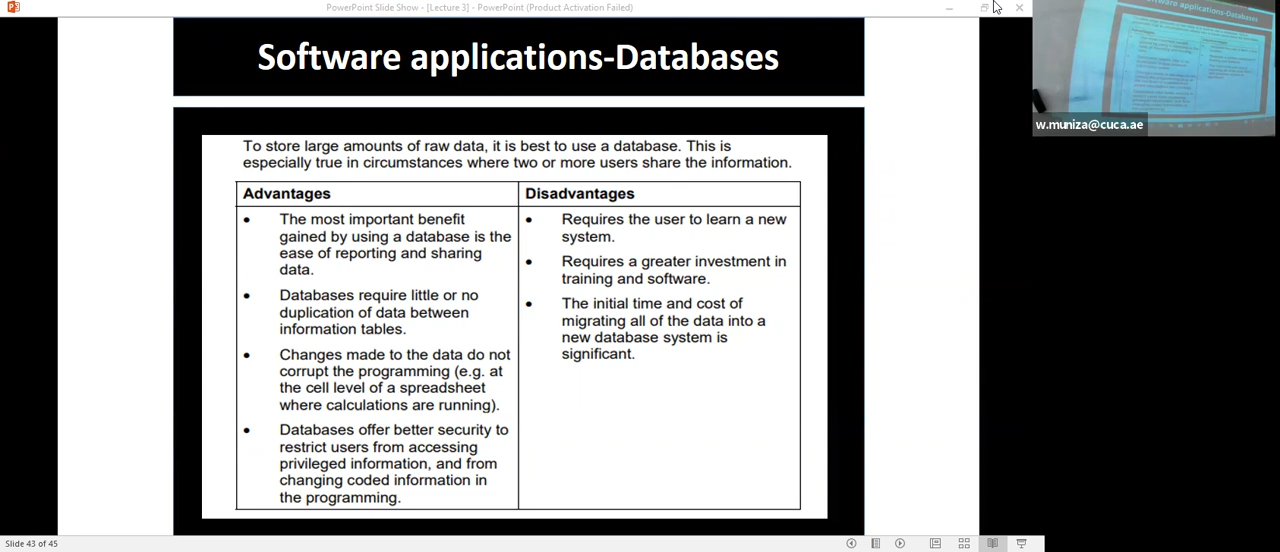 PowerPoint Slide Show - [Lecture 3] - PowerPoint (Product Activation Failed)
Software applications-Databases
To store large amounts of raw data, it is best to use a database. This is
especially true in circumstances where two or more users share the information.
Advantages
• The most important benefit
gained by using a database is the
ease of reporting and sharing
data.
• Databases require little or no
duplication of data between
information tables.
• Changes made to the data do not
corrupt the programming (e.g. at
the cell level of a spreadsheet
where calculations are running).
• Databases offer better security to
restrict users from accessing
privileged information, and from
changing coded information in
the programming.
Disadvantages
• Requires the user to learn a new
system.
• Requires a greater investment in
training and software.
• The initial time and cost of
migrating all of the data into a
new database system is
significant.
Slide 43 of 45
applications-Databases
w.muniza@cuca.ae